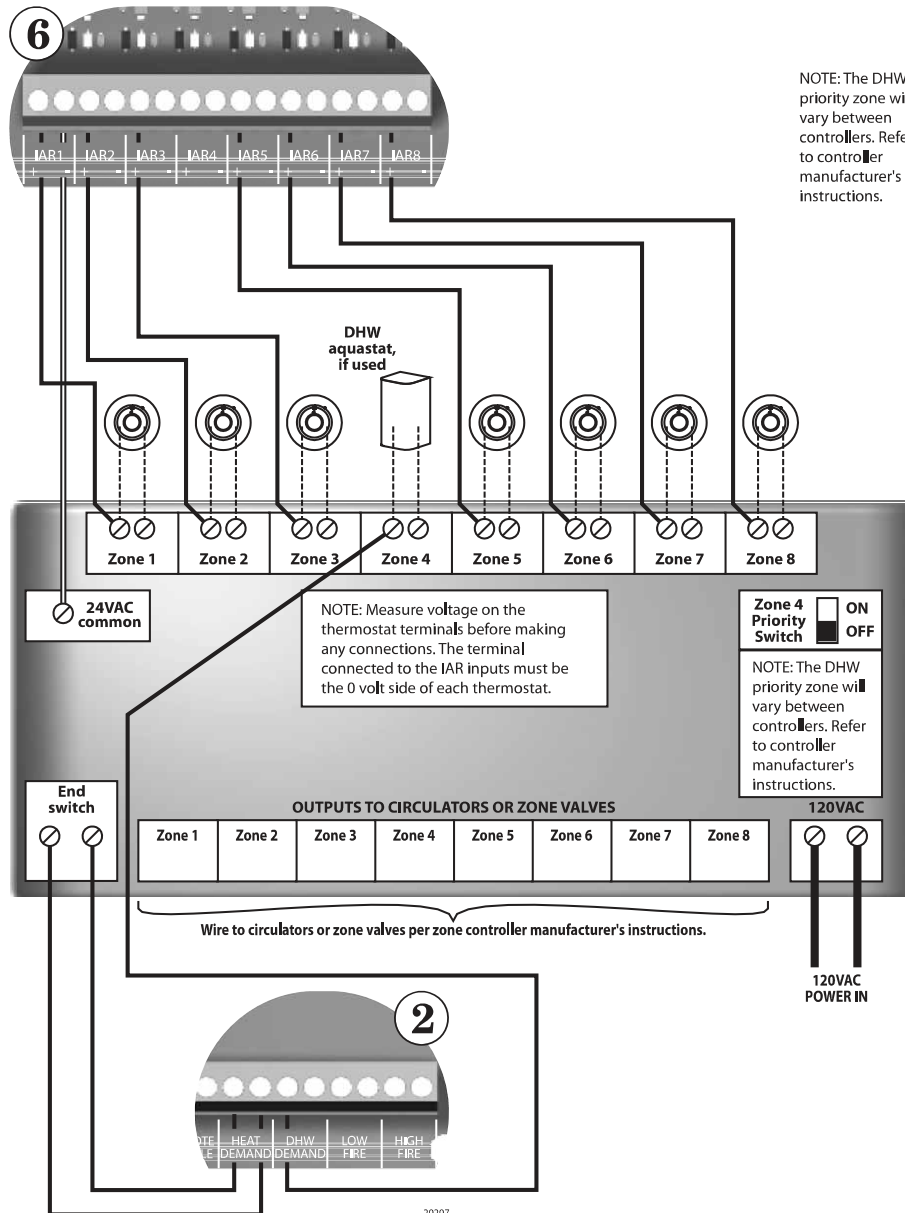 6
NOTE: The DHW
priority zone wi
vary between
controllers. Refe
to controller
manufacturer's
instructions.
IAR1 IAR2 IAR3 IAR4 IAR5 IAR6 IAR7 IAR8
+ - + - + - + - + - + - + - + -
DHW
aquastat,
if used
Zone 1 Zone 2 Zone 3 Zone 4 Zone 5 Zone 6 Zone 7 Zone 8
24VAC
common
NOTE: Measure voltage on the
thermostat terminals before making
any connections. The terminal
connected to the IAR inputs must be
the 0 volt side of each thermostat.
Zone 4
Priority
Switch
ON
OFF
NOTE: The DHW
priority zone will
vary between
controllers. Refer
to controller
manufacturer's
instructions.
End
switch
OUTPUTS TO CIRCULATORS OR ZONE VALVES
120VAC
Zone 1 Zone 2 Zone 3 Zone 4 Zone 5 Zone 6 Zone 7 Zone 8
Wire to circulators or zone valves per zone controller manufacturer's instructions.
120VAC
POWER IN
2
OTE HEAT DHW LOW HIGH
LE DEMAND DEMAND FIRE FIRE